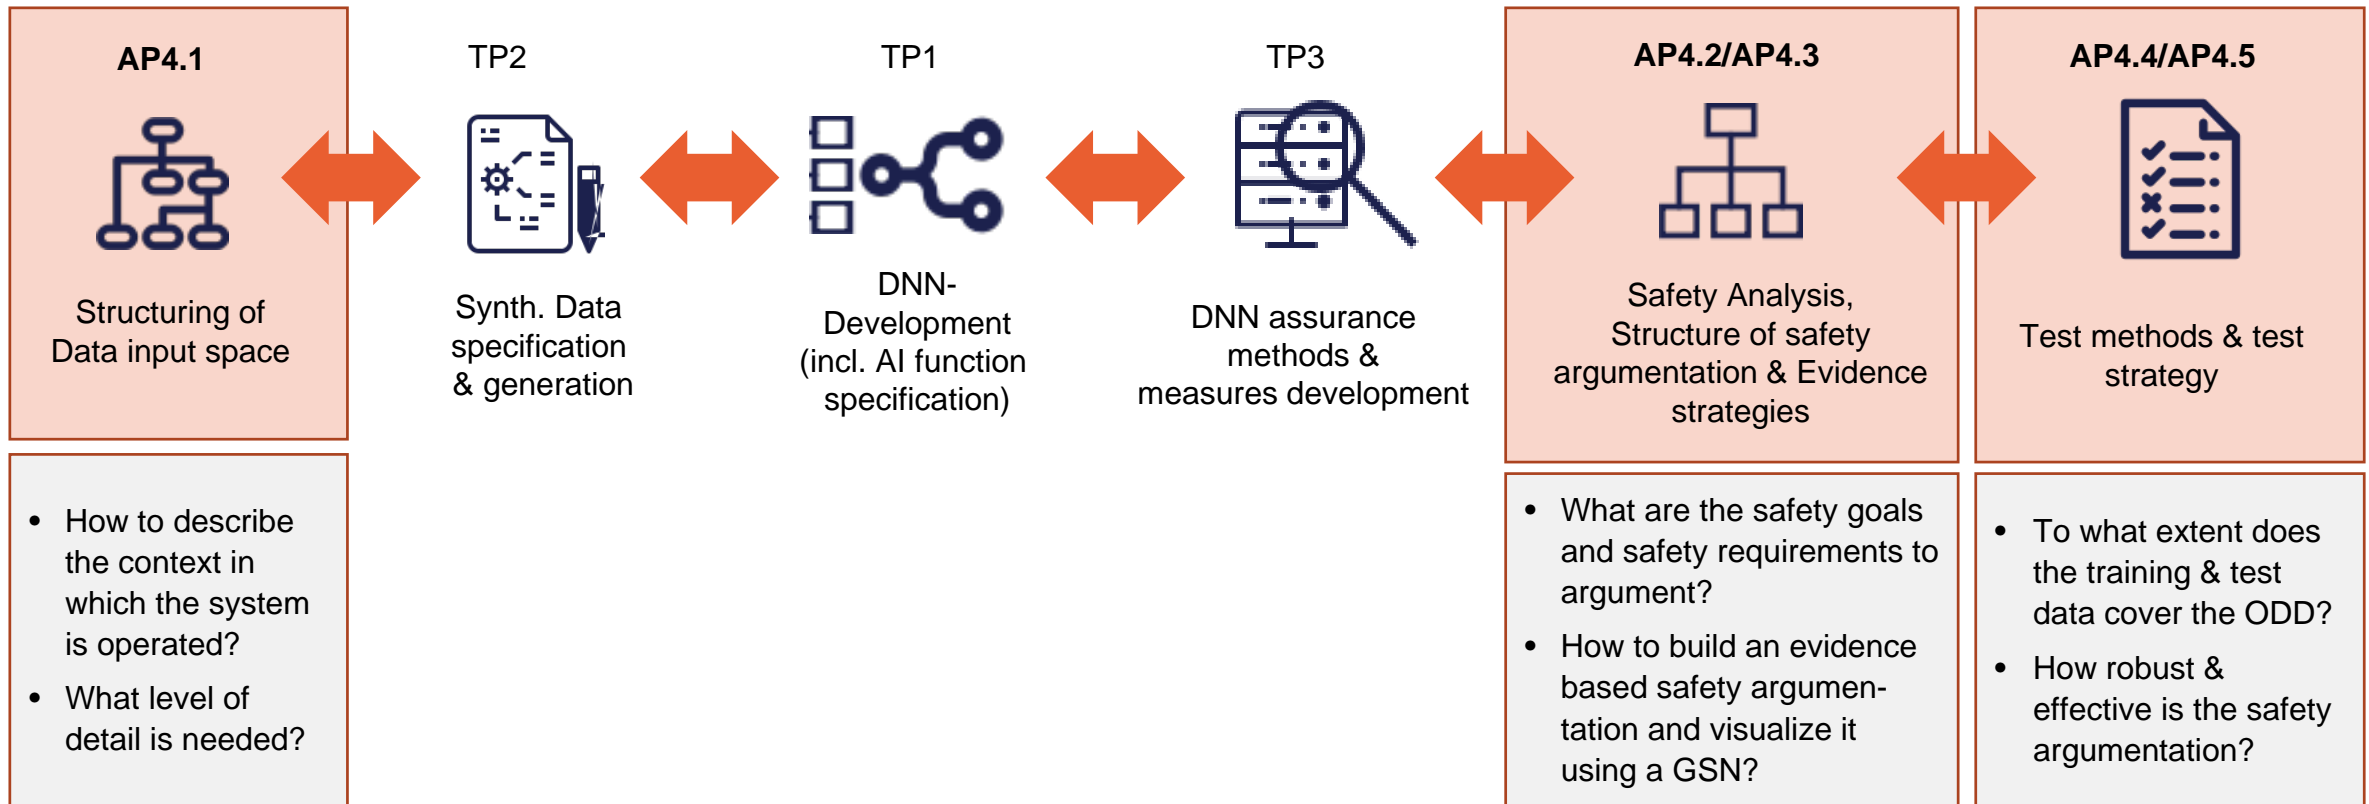 AP4.1
Structuring of
Data input space
TP2
Synth. Data
specification
& generation
TP1
DNN-
Development
(incl. AI function
specification)
TP3
DNN assurance
methods &
measures development
AP4.2/AP4.3
Safety Analysis,
Structure of safety
argumentation & Evidence
strategies
AP4.4/AP4.5
Test methods & test
strategy
• How to describe
the context in
which the system
is operated?
• What level of
detail is needed?
• What are the safety goals
and safety requirements to
argument?
• How to build an evidence
based safety argumen-
tation and visualize it
using a GSN?
• To what extent does
the training & test
data cover the ODD?
• How robust &
effective is the safety
argumentation?